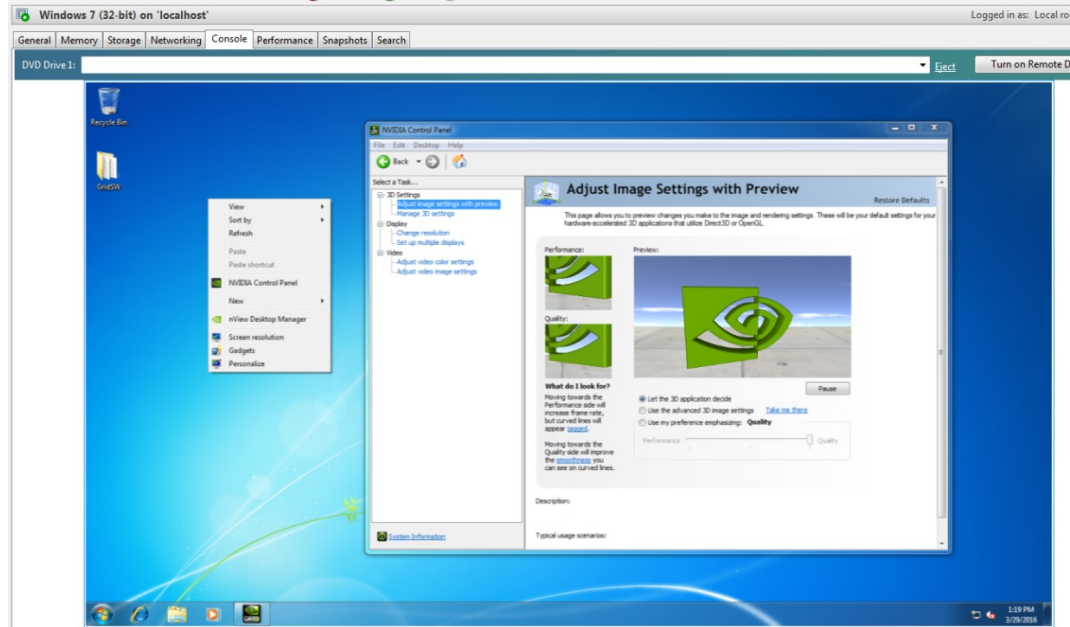 Windows 7 (32-bit) on 'localhost'
Logged in as: Local ro
General Memory Storage Networking Console Performance Snapshots Search
DVD Drive 1:
Eject
Turn on Remote D
Recycle Bin
GridSW
View
Sort by
Refresh
Paste
Paste shortcut
NVIDIA Control Panel
New
nView Desktop Manager
Screen resolution
Gadgets
Personalize
NVIDIA Control Panel
File Edit Desktop Help
Back
Select a Task...
3D Settings
Adjust image settings with preview
Manage 3D settings
Display
Change resolution
Set up multiple displays
Video
Adjust video color settings
Adjust video image settings
System Information
Adjust Image Settings with Preview
Restore Defaults
This page allows you to preview changes you make to the image and rendering settings. These will be your default settings for your
hardware-accelerated 3D applications that utilize Direct3D or OpenGL.
Performance:
Quality:
What do I look for?
Moving towards the
Performance side will
increase frame rate,
but curved lines will
appear jagged.
Moving towards the
Quality side will improve
the smoothness you
can see on curved lines.
Preview:
Pause
Let the 3D application decide
Use the advanced 3D image settings Take me there
Use my preference emphasizing: Quality
Performance Quality
Description:
Typical usage scenarios:
1:19 PM
3/29/2016